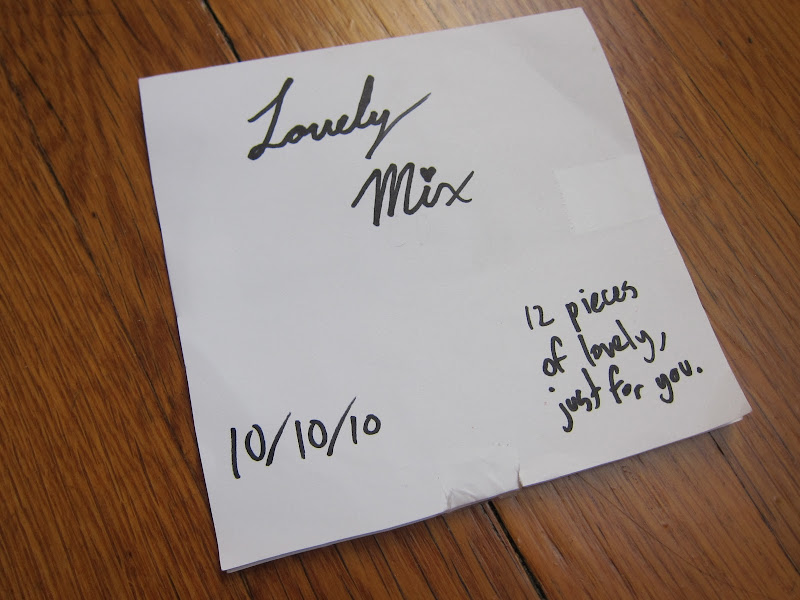 Lovely
Mix
12 pieces
of lovely,
just for you.
10/10/10